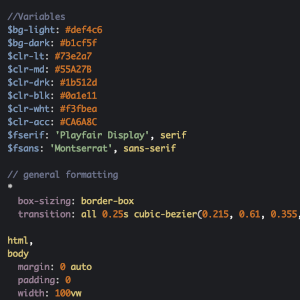 //Variables
$bg-light: #def4c6
$bg-dark: #b1cf5f
$clr-lt: #73e2a7
$clr-md: #55A27B
$clr-drk: #1b512d
$clr-blk: #0a1e11
$clr-wht: #f3fbea
$clr-acc: #CA6A8C
$fserif: 'Playfair Display', serif
$fsans: 'Montserrat', sans-serif
// general formatting
*
box-sizing: border-box
transition: all 0.25s cubic-bezier(0.215, 0.61, 0.355,
html,
body
margin: 0 auto
padding: 0
width: 100vw